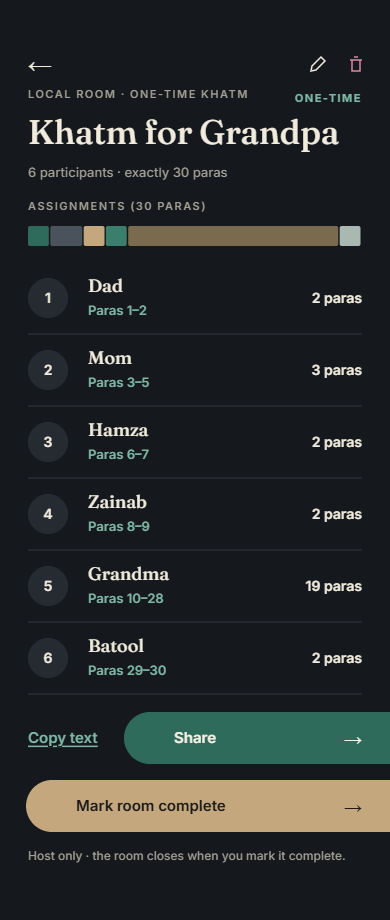 ←
LOCAL ROOM · ONE-TIME KHATM
ONE-TIME
Khatm for Grandpa
6 participants · exactly 30 paras
ASSIGNMENTS (30 PARAS)
1 Dad 2 paras
Paras 1–2
2 Mom 3 paras
Paras 3–5
3 Hamza 2 paras
Paras 6–7
4 Zainab 2 paras
Paras 8–9
5 Grandma 19 paras
Paras 10–28
6 Batool 2 paras
Paras 29–30
Copy text
Share →
Mark room complete →
Host only · the room closes when you mark it complete.